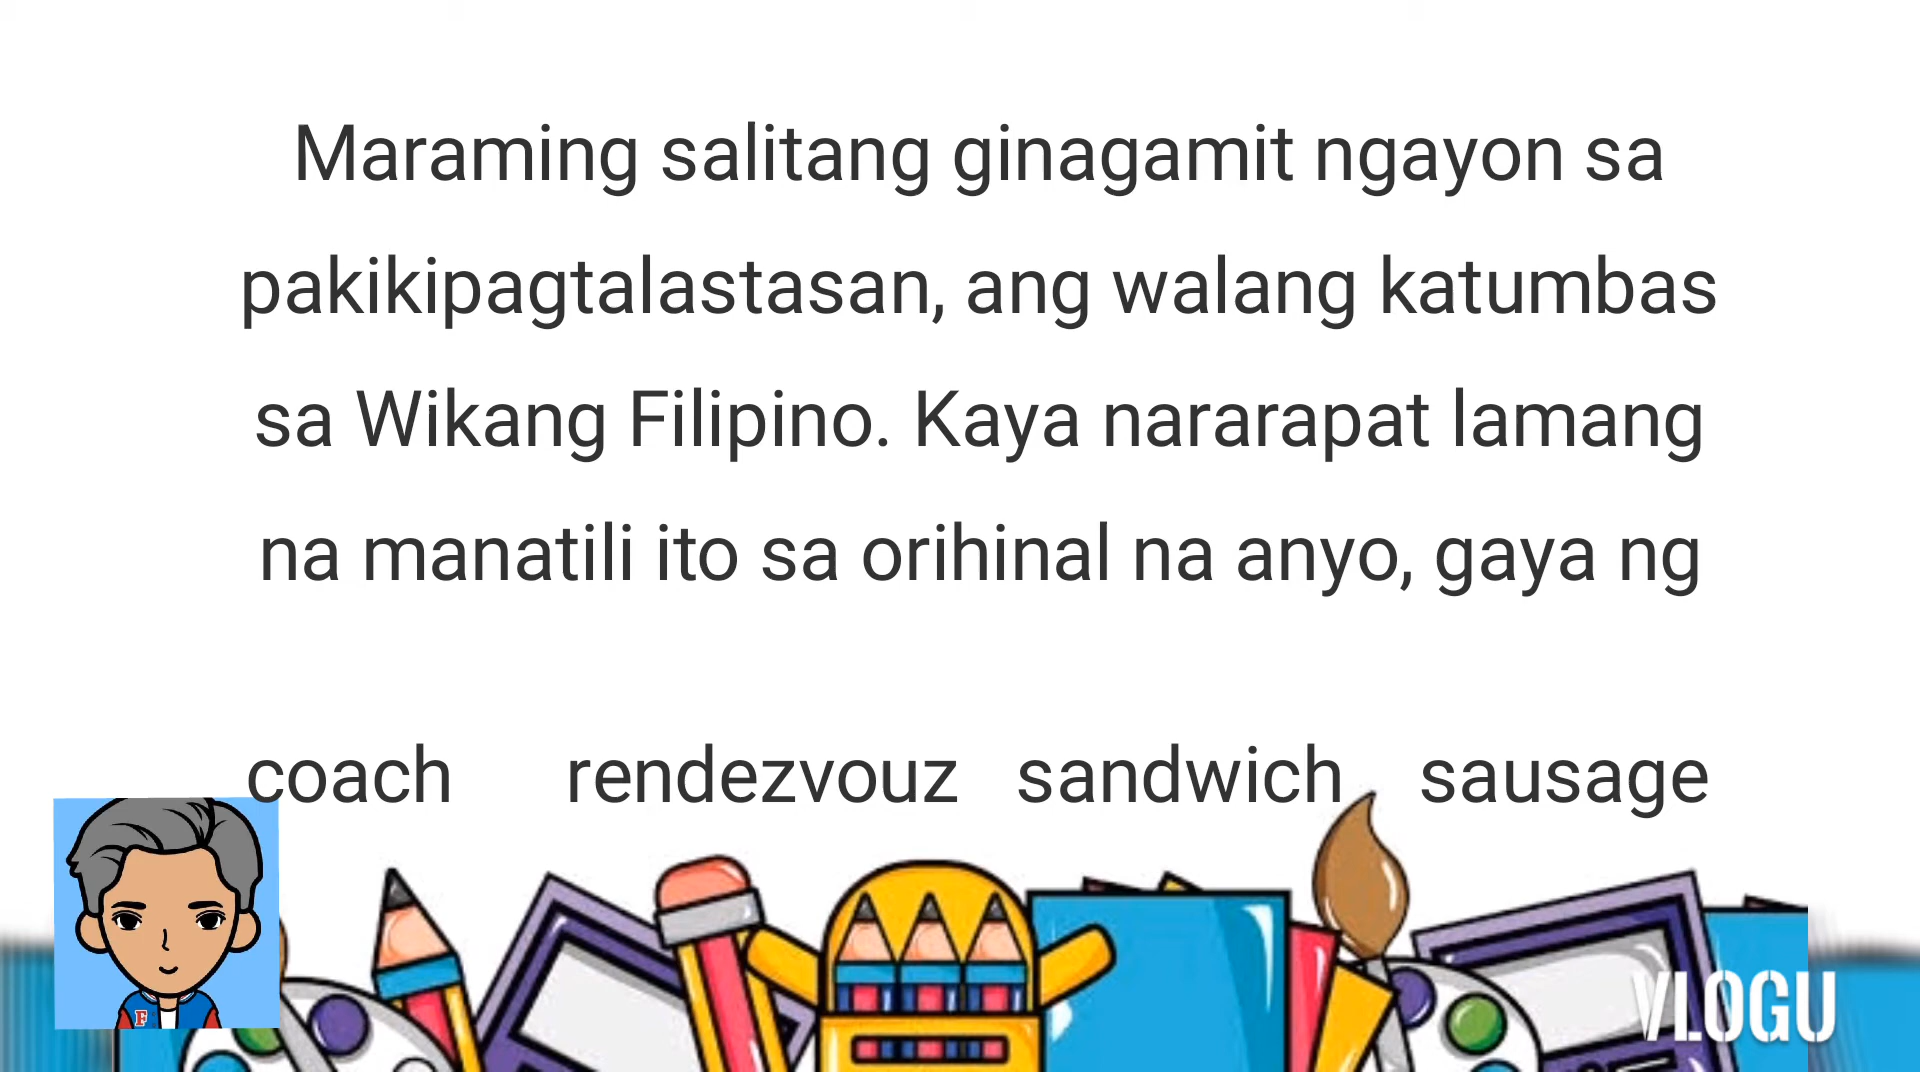 Maraming salitang ginagamit ngayon sa
pakikipagtalastasan, ang walang katumbas
sa Wikang Filipino. Kaya nararapat lamang
na manatili ito sa orihinal na anyo, gaya ng
coach rendezvouz sandwich sausage
F
VLOGU